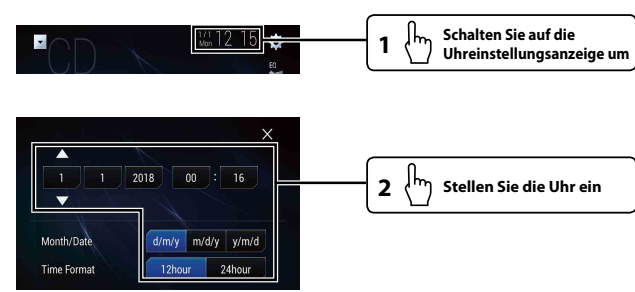 CD
1/1
Mon
12 15
EQ
1
Schalten Sie auf die
Uhreinstellungsanzeige um
1
1
2018
00
:
16
Month/Date
d/m/y
m/d/y
y/m/d
Time Format
12hour
24hour
2
Stellen Sie die Uhr ein